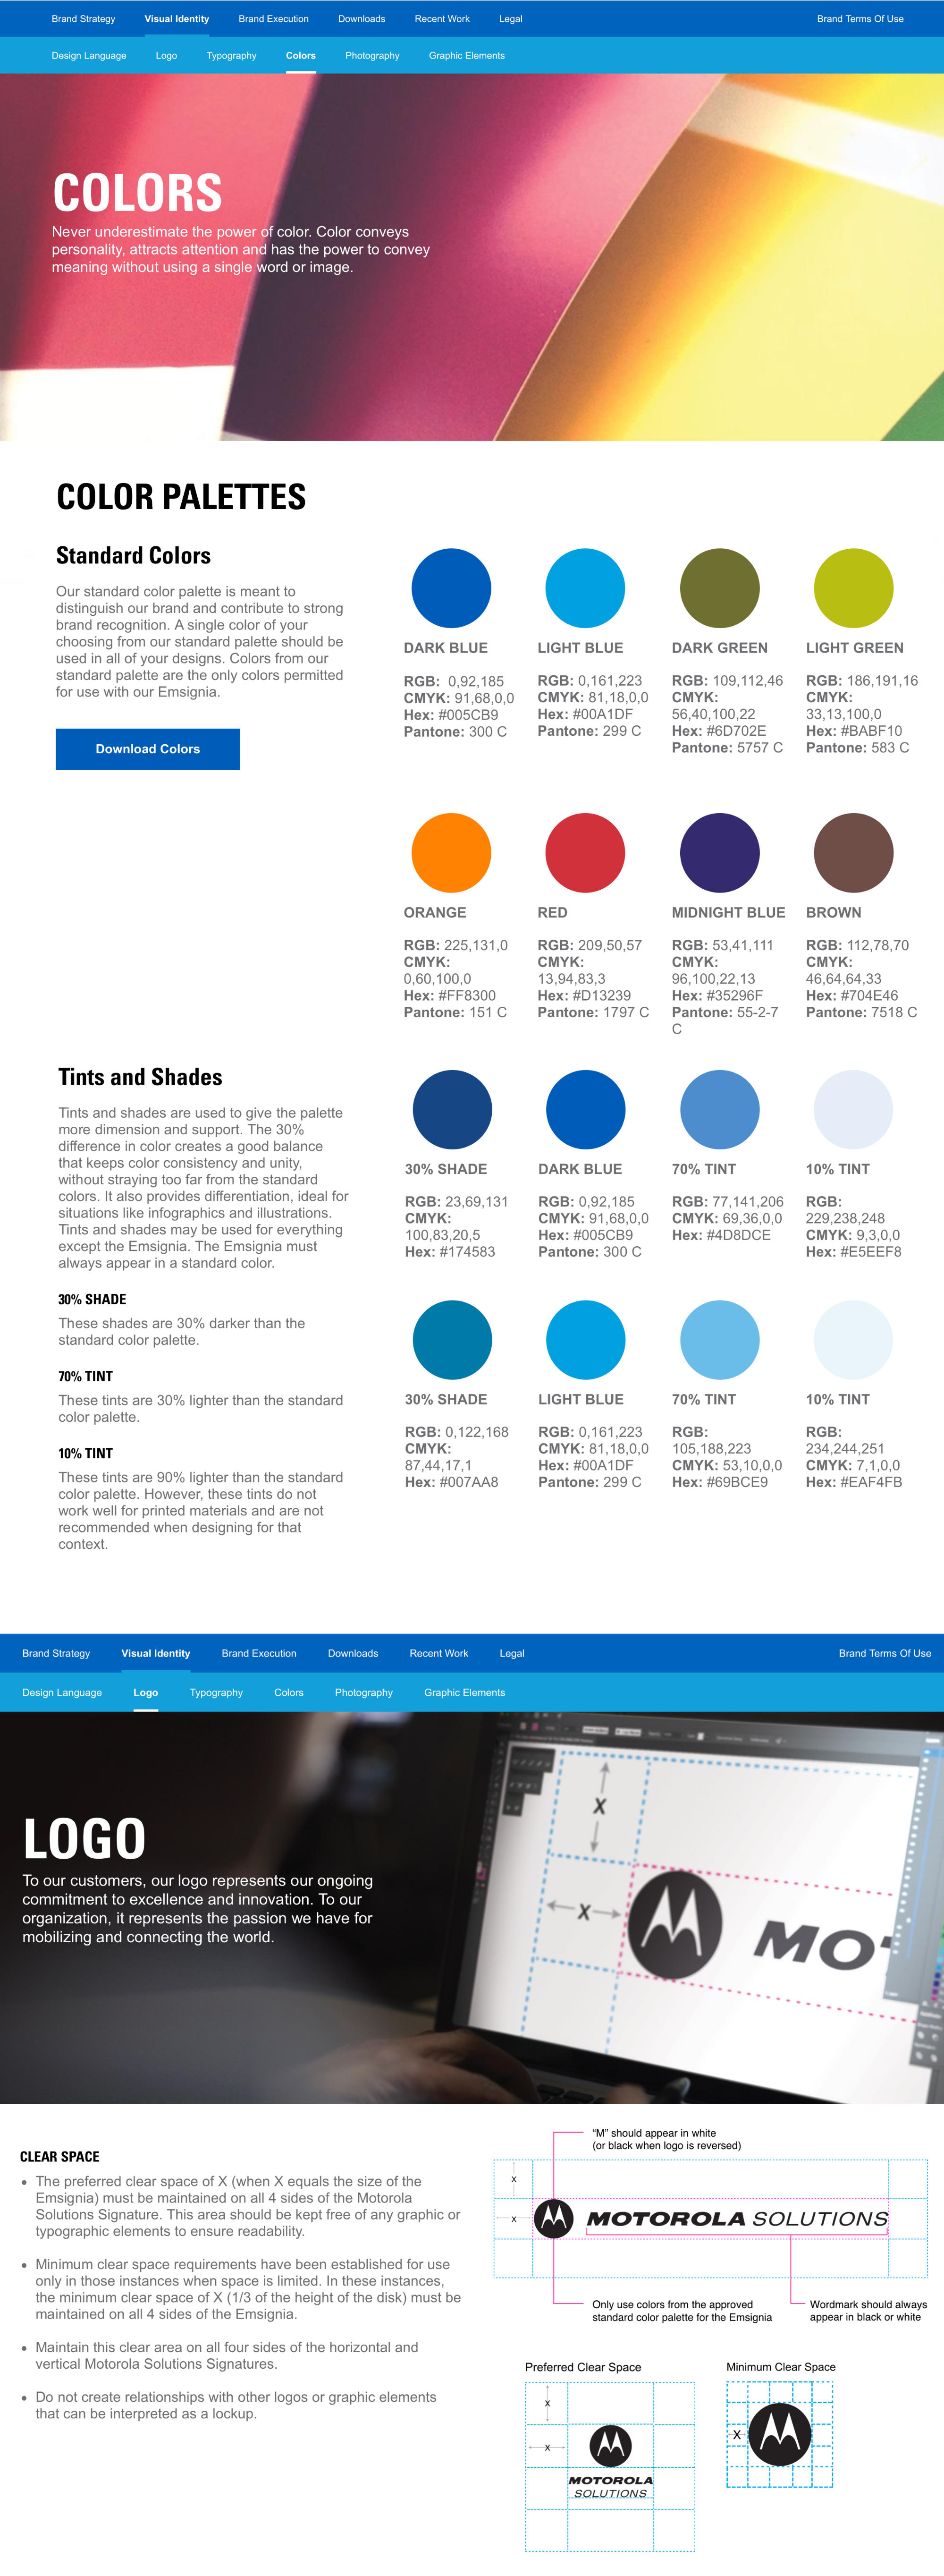 Brand Strategy Visual Identity Brand Execution Downloads Recent Work Legal Brand Terms Of Use
Design Language Logo Typography Colors Photography Graphic Elements
COLORS
Never underestimate the power of color. Color conveys
personality, attracts attention and has the power to convey
meaning without using a single word or image.
COLOR PALETTES
Standard Colors
Our standard color palette is meant to
distinguish our brand and contribute to strong
brand recognition. A single color of your
choosing from our standard palette should be
used in all of your designs. Colors from our
standard palette are the only colors permitted
for use with our Emsignia.
Download Colors
DARK BLUE
RGB: 0,92,185
CMYK: 91,68,0,0
Hex: #005CB9
Pantone: 300 C
LIGHT BLUE
RGB: 0,161,223
CMYK: 81,18,0,0
Hex: #00A1DF
Pantone: 299 C
DARK GREEN
RGB: 109,112,46
CMYK:
56,40,100,22
Hex: #6D702E
Pantone: 5757 C
LIGHT GREEN
RGB: 186,191,16
CMYK:
33,13,100,0
Hex: #BABF10
Pantone: 583 C
ORANGE
RGB: 225,131,0
CMYK:
0,60,100,0
Hex: #FF8300
Pantone: 151 C
RED
RGB: 209,50,57
CMYK:
13,94,83,3
Hex: #D13239
Pantone: 1797 C
MIDNIGHT BLUE
RGB: 53,41,111
CMYK:
96,100,22,13
Hex: #35296F
Pantone: 55-2-7
C
BROWN
RGB: 112,78,70
CMYK:
46,64,64,33
Hex: #704E46
Pantone: 7518 C
Tints and Shades
Tints and shades are used to give the palette
more dimension and support. The 30%
difference in color creates a good balance
that keeps color consistency and unity,
without straying too far from the standard
colors. It also provides differentiation, ideal for
situations like infographics and illustrations.
Tints and shades may be used for everything
except the Emsignia. The Emsignia must
always appear in a standard color.
30% SHADE
These shades are 30% darker than the
standard color palette.
70% TINT
These tints are 30% lighter than the standard
color palette.
10% TINT
These tints are 90% lighter than the standard
color palette. However, these tints do not
work well for printed materials and are not
recommended when designing for that
context.
30% SHADE
RGB: 23,69,131
CMYK:
100,83,20,5
Hex: #174583
DARK BLUE
RGB: 0,92,185
CMYK: 91,68,0,0
Hex: #005CB9
Pantone: 300 C
70% TINT
RGB: 77,141,206
CMYK: 69,36,0,0
Hex: #4D8DCE
10% TINT
RGB:
229,238,248
CMYK: 9,3,0,0
Hex: #E5EEF8
30% SHADE
RGB: 0,122,168
CMYK:
87,44,17,1
Hex: #007AA8
LIGHT BLUE
RGB: 0,161,223
CMYK: 81,18,0,0
Hex: #00A1DF
Pantone: 299 C
70% TINT
RGB:
105,188,223
CMYK: 53,10,0,0
Hex: #69BCE9
10% TINT
RGB:
234,244,251
CMYK: 7,1,0,0
Hex: #EAF4FB
Brand Strategy Visual Identity Brand Execution Downloads Recent Work Legal Brand Terms Of Use
Design Language Logo Typography Colors Photography Graphic Elements
LOGO
To our customers, our logo represents our ongoing
commitment to excellence and innovation. To our
organization, it represents the passion we have for
mobilizing and connecting the world.
X
X
MOT
CLEAR SPACE
• The preferred clear space of X (when X equals the size of the
Emsignia) must be maintained on all 4 sides of the Motorola
Solutions Signature. This area should be kept free of any graphic or
typographic elements to ensure readability.
• Minimum clear space requirements have been established for use
only in those instances when space is limited. In these instances,
the minimum clear space of X (1/3 of the height of the disk) must be
maintained on all 4 sides of the Emsignia.
• Maintain this clear area on all four sides of the horizontal and
vertical Motorola Solutions Signatures.
• Do not create relationships with other logos or graphic elements
that can be interpreted as a lockup.
“M” should appear in white
(or black when logo is reversed)
X
X
MOTOROLA SOLUTIONS
Only use colors from the approved
standard color palette for the Emsignia
Wordmark should always
appear in black or white
Preferred Clear Space
X
X
MOTOROLA
SOLUTIONS
Minimum Clear Space
X